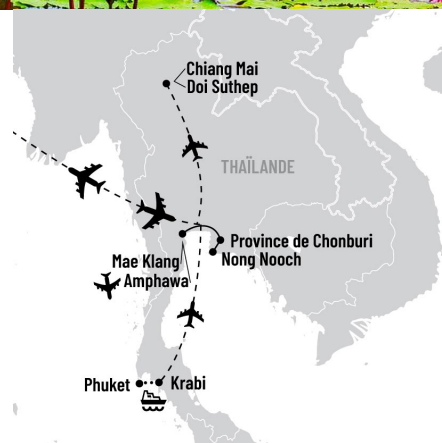 Chiang Mai
Doi Suthep
THAÏLANDE
Province de Chonburi
Nong Nooch
Mae Klang
Amphawa
Phuket
Krabi